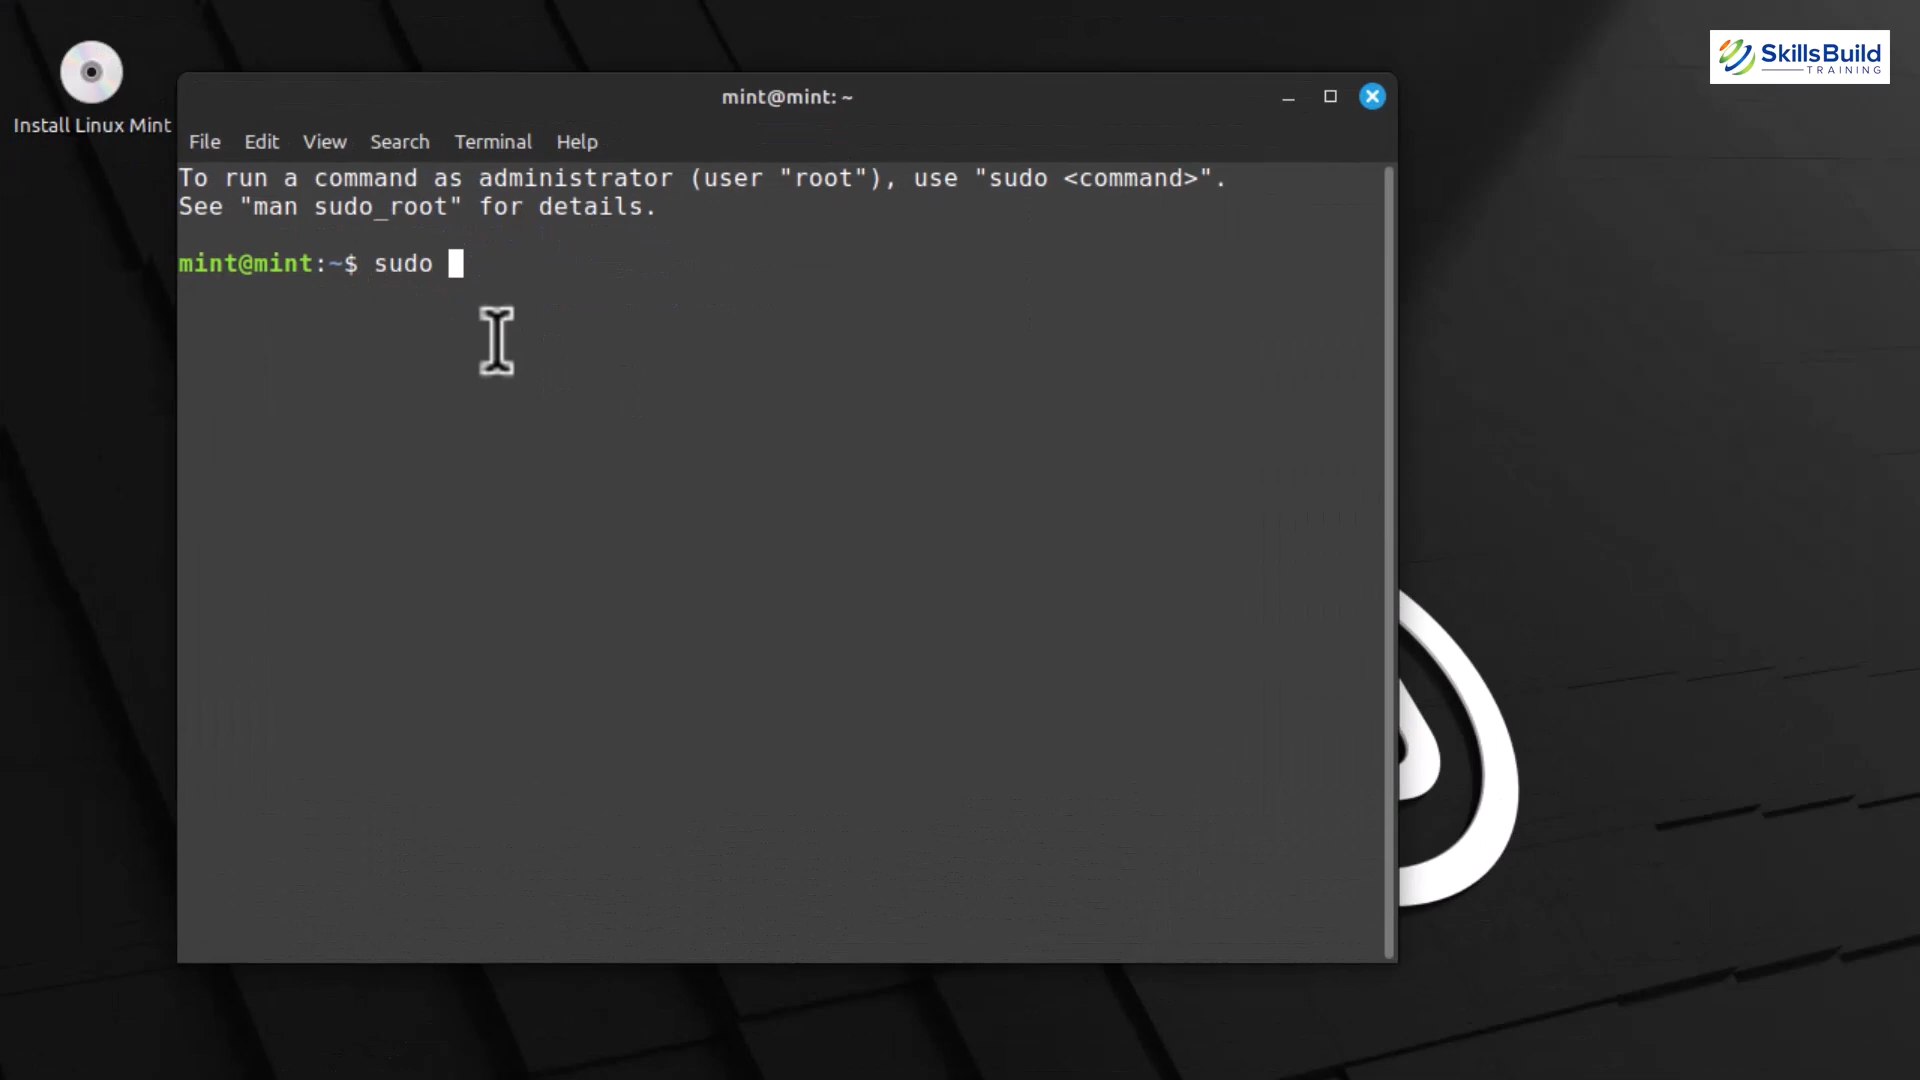 SkillsBuild
TRAINING
Install Linux Mint
mint@mint: ~
File Edit View Search Terminal Help
To run a command as administrator (user "root"), use "sudo <command>".
See "man sudo_root" for details.
mint@mint:~$ sudo